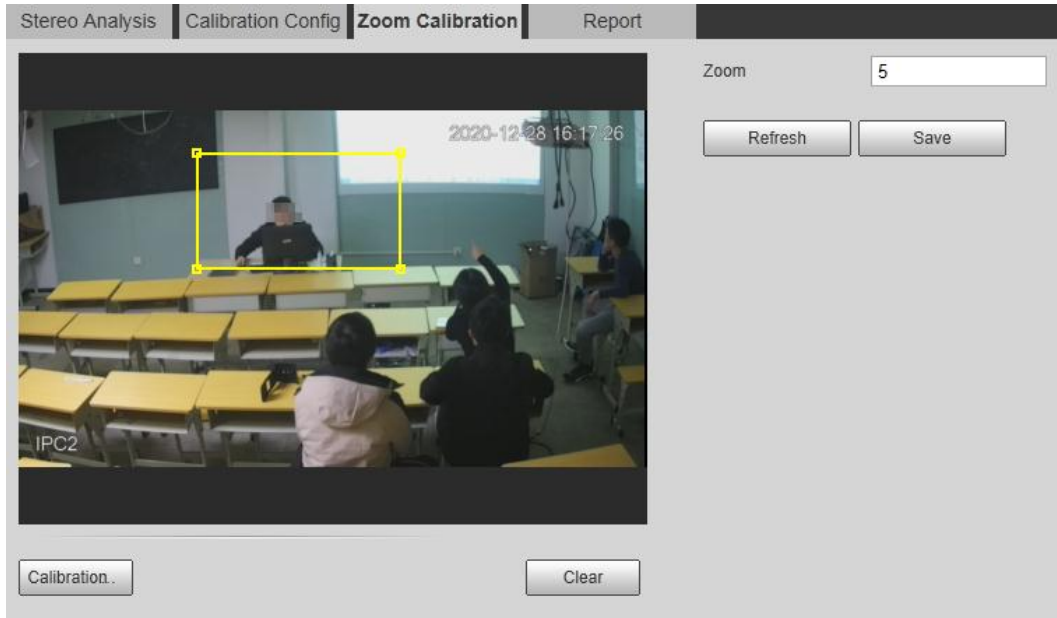 Stereo Analysis Calibration Config Zoom Calibration Report
Zoom 5
2020-12-28 16:17:26
Refresh Save
IPC2
Calibration..
Clear